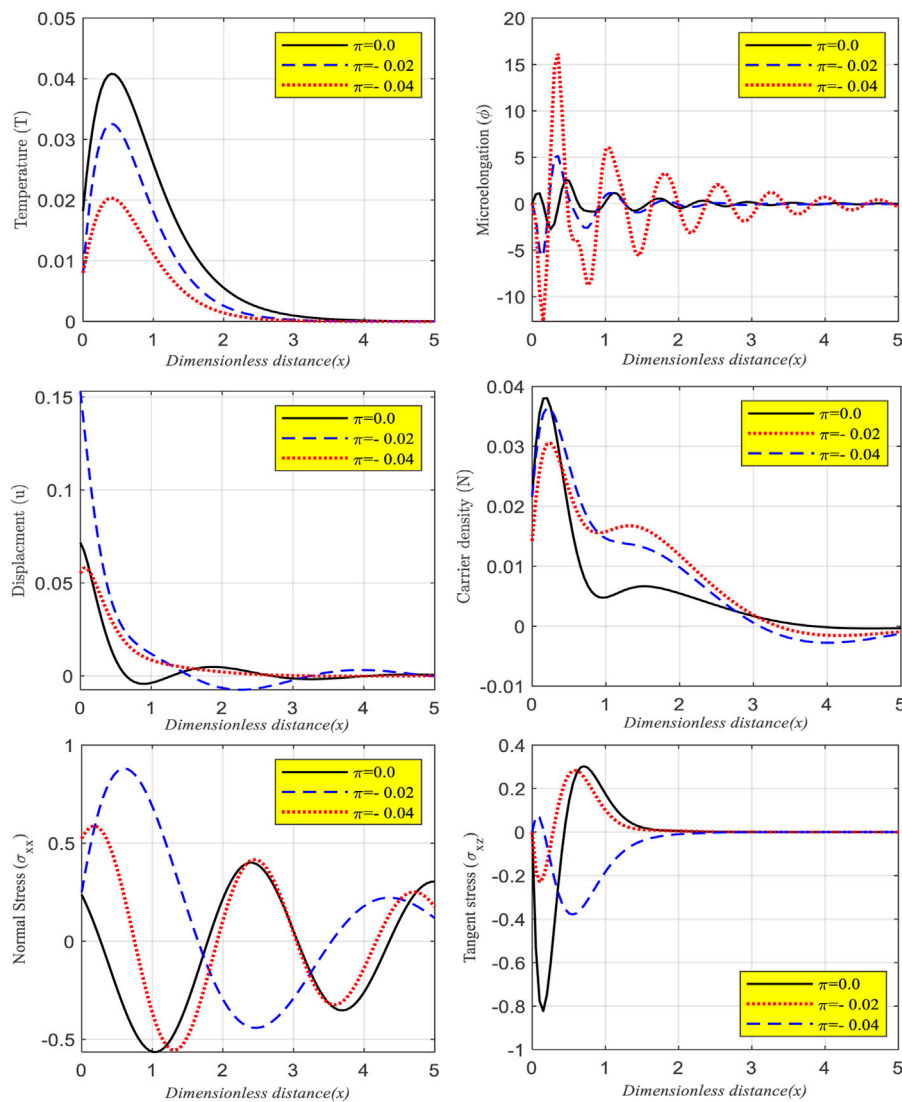 0.05
0.04
0.03
0.02
0.01
0
Temperature (T)
π=0.0
π=- 0.02
π=- 0.04
0 1 2 3 4 5
Dimensionless distance(x)
20
15
10
5
0
-5
-10
Microelongation (ϕ)
π=0.0
π=- 0.02
π=- 0.04
0 1 2 3 4 5
Dimensionless distance(x)
0.15
0.1
0.05
0
Displacment (u)
π=0.0
π=- 0.02
π=- 0.04
0 1 2 3 4 5
Dimensionless distance(x)
0.04
0.03
0.02
0.01
0
-0.01
Carrier density (N)
π=0.0
π=- 0.02
π=- 0.04
0 1 2 3 4 5
Dimensionless distance(x)
1
0.5
0
-0.5
Normal Stress (σxx)
π=0.0
π=- 0.02
π=- 0.04
0 1 2 3 4 5
Dimensionless distance(x)
0.4
0.2
0
-0.2
-0.4
-0.6
-0.8
-1
Tangent stress (σxz)
π=0.0
π=- 0.02
π=- 0.04
0 1 2 3 4 5
Dimensionless distance(x)